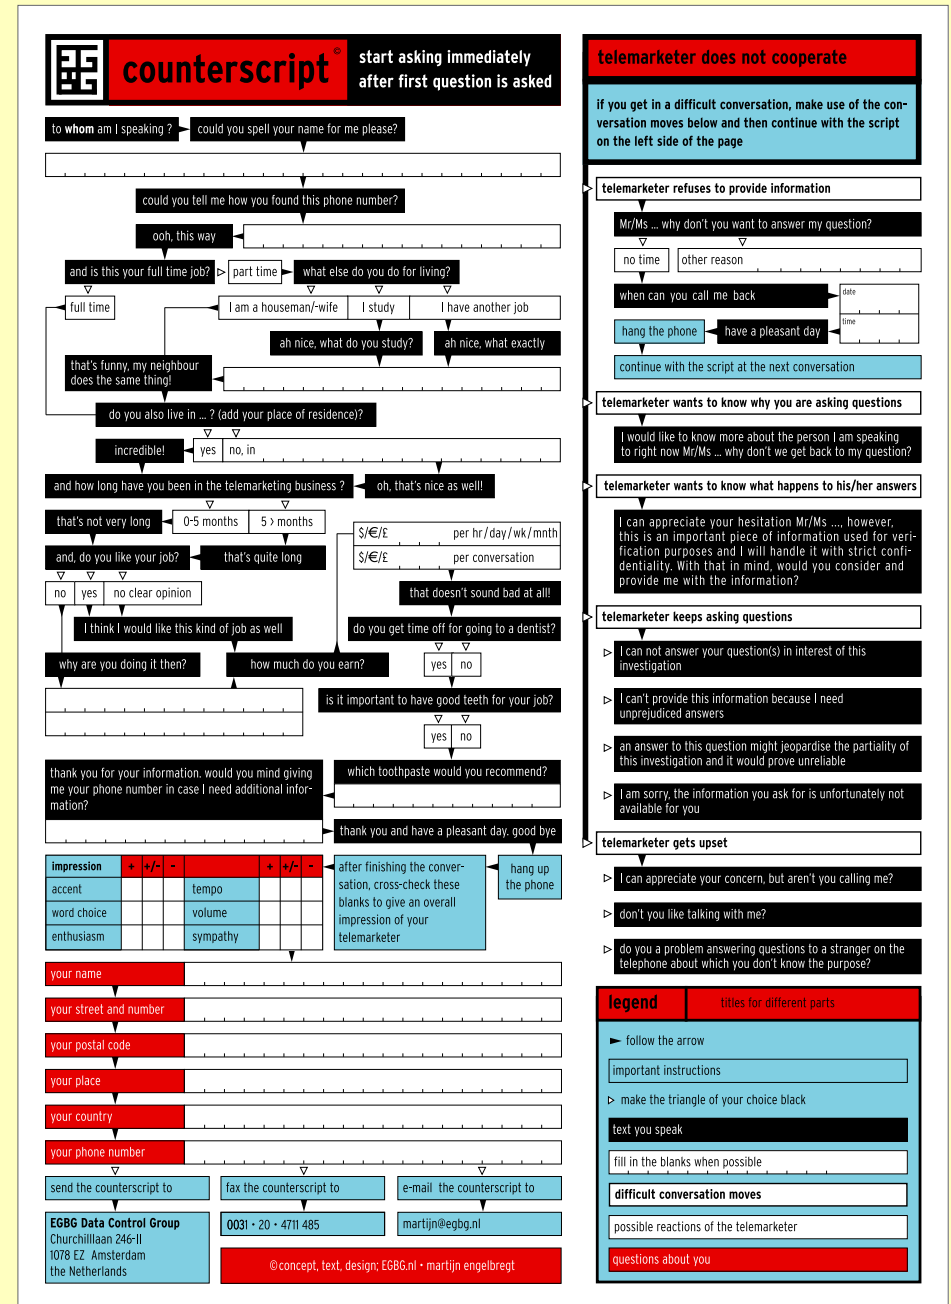 EG
BG
counterscript ©
start asking immediately
after first question is asked
to whom am I speaking ?
could you spell your name for me please?
could you tell me how you found this phone number?
ooh, this way
and is this your full time job?
part time
what else do you do for living?
full time
I am a houseman/-wife
I study
I have another job
ah nice, what do you study?
ah nice, what exactly
that's funny, my neighbour
does the same thing!
do you also live in ... ? (add your place of residence)?
incredible!
yes
no, in
and how long have you been in the telemarketing business ?
oh, that's nice as well!
that's not very long
0-5 months
5 > months
$/€/£ per hr/day/wk/mnth
$/€/£ per conversation
and, do you like your job?
that's quite long
no
yes
no clear opinion
that doesn't sound bad at all!
I think I would like this kind of job as well
do you get time off for going to a dentist?
why are you doing it then?
how much do you earn?
yes
no
is it important to have good teeth for your job?
yes
no
thank you for your information. would you mind giving
me your phone number in case I need additional infor-
mation?
which toothpaste would you recommend?
thank you and have a pleasant day. good bye
impression + +/- - + +/- -
accent tempo
word choice volume
enthusiasm sympathy
after finishing the conver-
sation, cross-check these
blanks to give an overall
impression of your
telemarketer
hang up
the phone
your name
your street and number
your postal code
your place
your country
your phone number
send the counterscript to
fax the counterscript to
e-mail the counterscript to
EGBG Data Control Group
Churchilllaan 246-II
1078 EZ Amsterdam
the Netherlands
0031 • 20 • 4711 485
martijn@egbg.nl
©concept, text, design; EGBG.nl • martijn engelbregt
telemarketer does not cooperate
if you get in a difficult conversation, make use of the con-
versation moves below and then continue with the script
on the left side of the page
telemarketer refuses to provide information
Mr/Ms ... why don't you want to answer my question?
no time
other reason
when can you call me back
date
time
hang the phone
have a pleasant day
continue with the script at the next conversation
telemarketer wants to know why you are asking questions
I would like to know more about the person I am speaking
to right now Mr/Ms ... why don't we get back to my question?
telemarketer wants to know what happens to his/her answers
I can appreciate your hesitation Mr/Ms ..., however,
this is an important piece of information used for veri-
fication purposes and I will handle it with strict confi-
dentiality. With that in mind, would you consider and
provide me with the information?
telemarketer keeps asking questions
I can not answer your question(s) in interest of this
investigation
I can't provide this information because I need
unprejudiced answers
an answer to this question might jeopardise the partiality of
this investigation and it would prove unreliable
I am sorry, the information you ask for is unfortunately not
available for you
telemarketer gets upset
I can appreciate your concern, but aren't you calling me?
don't you like talking with me?
do you a problem answering questions to a stranger on the
telephone about which you don't know the purpose?
legend
titles for different parts
follow the arrow
important instructions
make the triangle of your choice black
text you speak
fill in the blanks when possible
difficult conversation moves
possible reactions of the telemarketer
questions about you